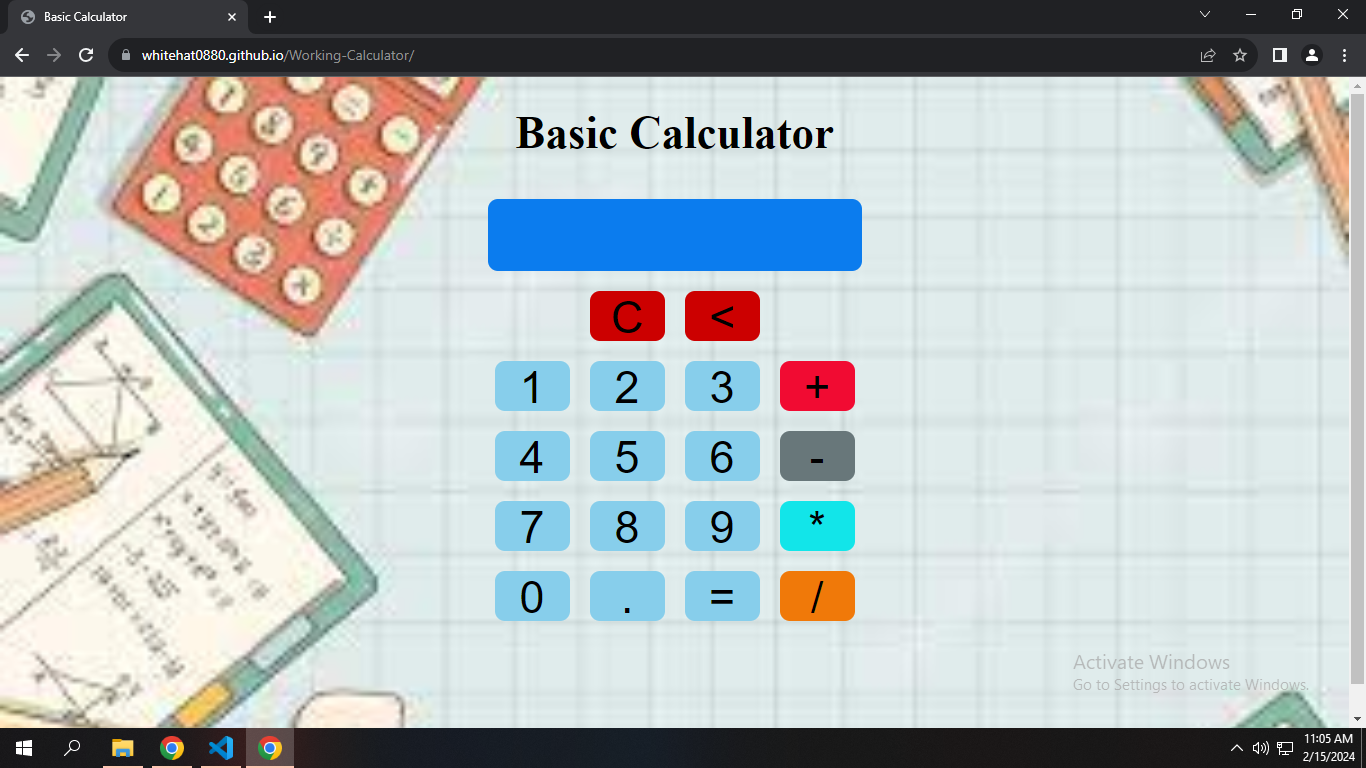 Basic Calculator
whitehat0880.github.io/Working-Calculator/
Basic Calculator
C <
1 2 3 +
4 5 6 -
7 8 9 *
0 . = /
Activate Windows
Go to Settings to activate Windows.
11:05 AM
2/15/2024